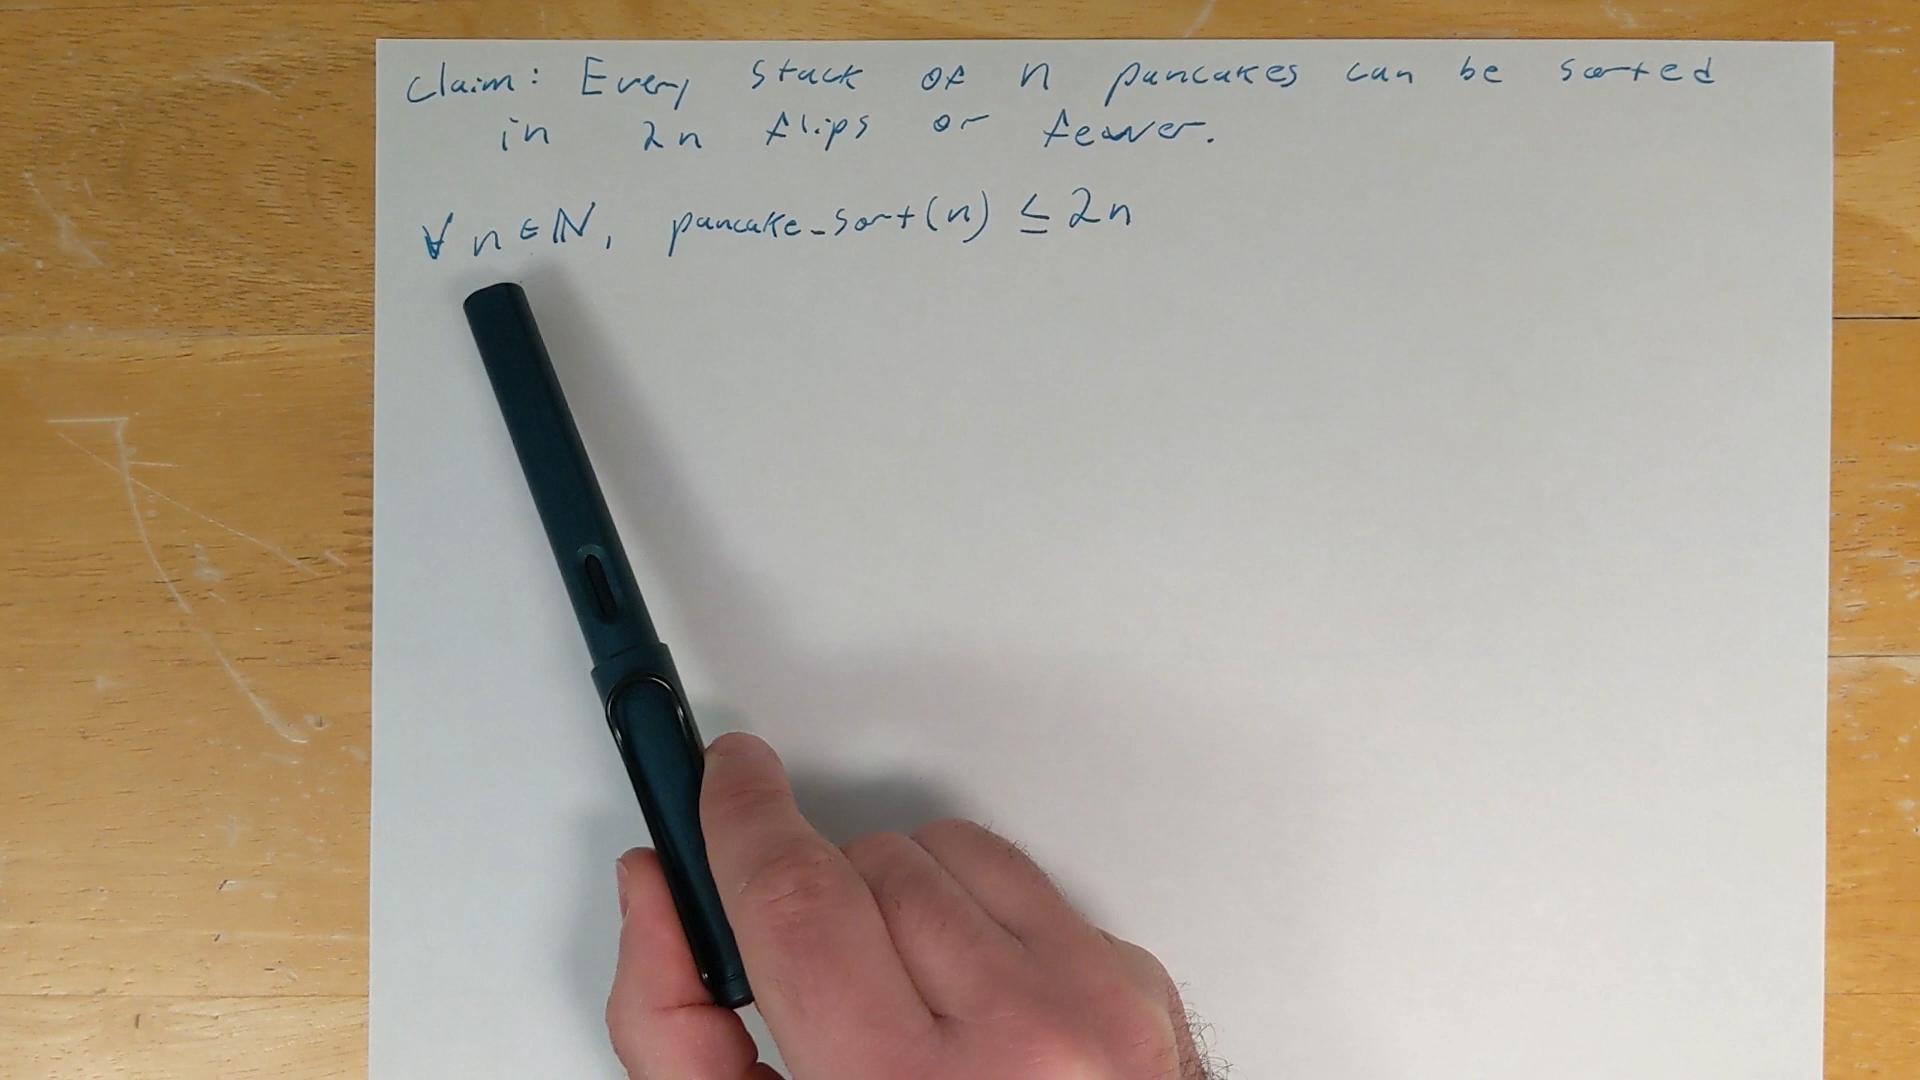 Claim: Every stack of n pancakes can be sorted
in 2n flips or fewer.
∀ n ∈ ℕ, pancake_sort(n) ≤ 2n